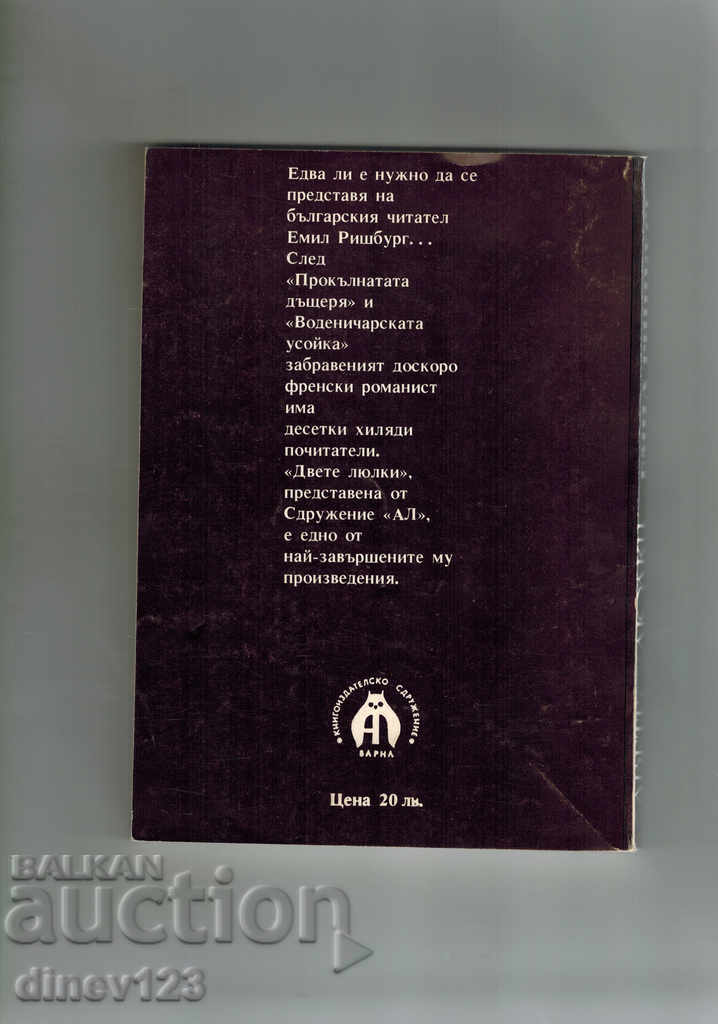 Едва ли е нужно да се
представя на
българския читател
Емил Ришбург...
След
«Прокълнатата
дъщеря» и
«Воденичарската
усойка»
забравеният доскоро
френски романист
има
десетки хиляди
почитатели.
«Двете люлки»,
представена от
Сдружение «АЛ»,
е едно от
най-завършените му
произведения.
КНИГОИЗДАТЕЛСКО СДРУЖЕНИЕ
АЛ
ВАРНА
Цена 20 лв.
BALKAN
auction
dinev123